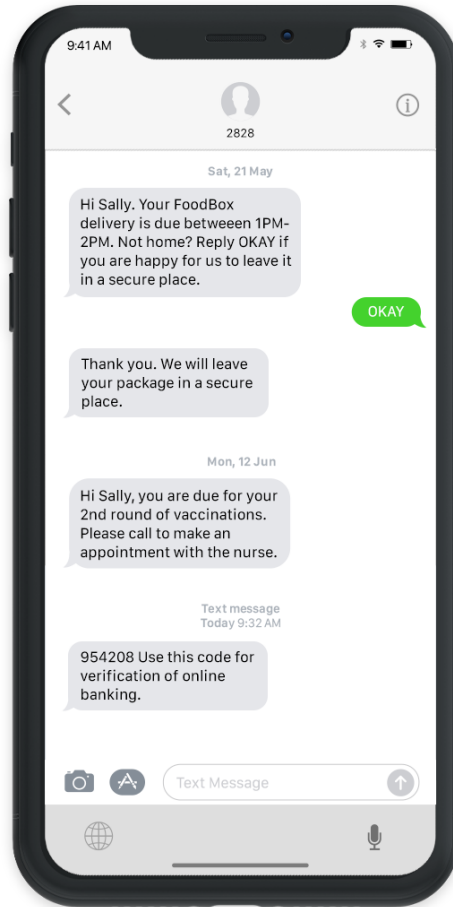 9:41 AM
2828
Sat, 21 May
Hi Sally. Your FoodBox
delivery is due betweeen 1PM-
2PM. Not home? Reply OKAY if
you are happy for us to leave it
in a secure place.
OKAY
Thank you. We will leave
your package in a secure
place.
Mon, 12 Jun
Hi Sally, you are due for your
2nd round of vaccinations.
Please call to make an
appointment with the nurse.
Text message
Today 9:32 AM
954208 Use this code for
verification of online
banking.
Text Message